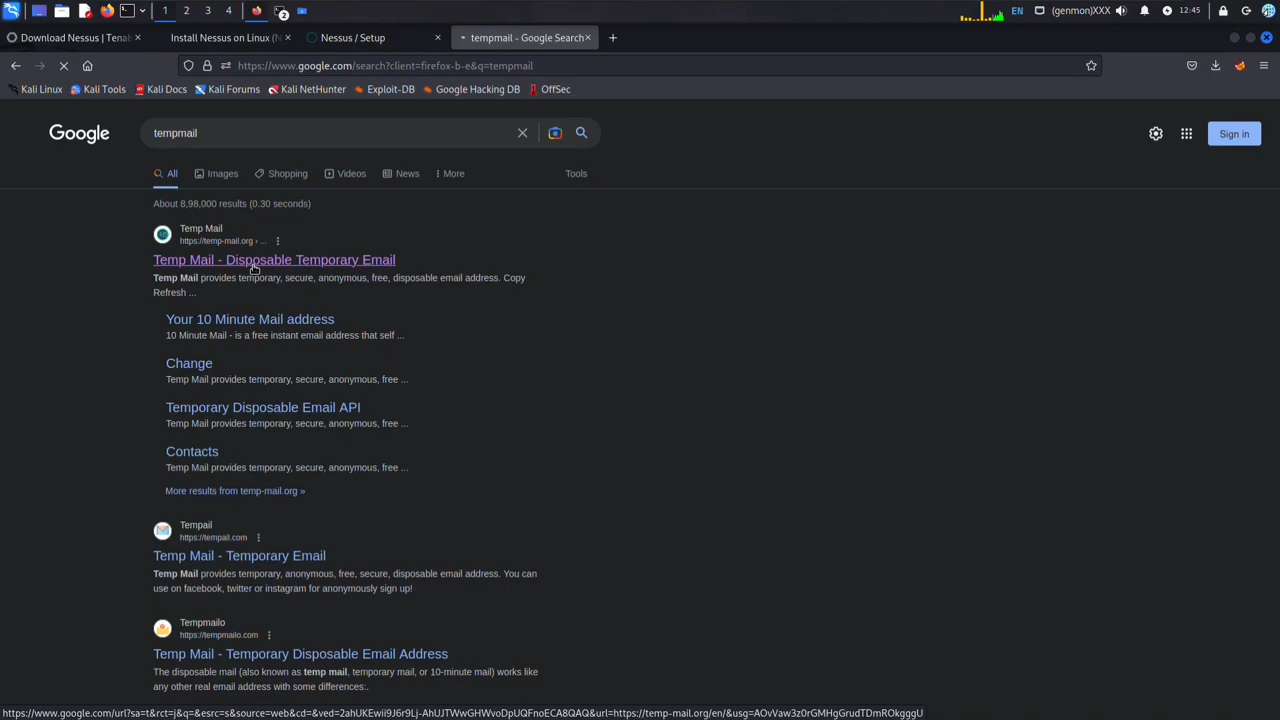 1 2 3 4 2 EN (genmon)XXX 12:45
Download Nessus | Tenab
Install Nessus on Linux (N
Nessus / Setup
tempmail - Google Search
https://www.google.com/search?client=firefox-b-e&q=tempmail
Kali Linux Kali Tools Kali Docs Kali Forums Kali NetHunter Exploit-DB Google Hacking DB OffSec
Google
tempmail
Sign in
All Images Shopping Videos News More Tools
About 8,98,000 results (0.30 seconds)
Temp Mail
https://temp-mail.org › ...
Temp Mail - Disposable Temporary Email
Temp Mail provides temporary, secure, anonymous, free, disposable email address. Copy
Refresh ...
Your 10 Minute Mail address
10 Minute Mail - is a free instant email address that self ...
Change
Temp Mail provides temporary, secure, anonymous, free ...
Temporary Disposable Email API
Temp Mail provides temporary, secure, anonymous, free ...
Contacts
Temp Mail provides temporary, secure, anonymous, free ...
More results from temp-mail.org »
Tempail
https://tempail.com
Temp Mail - Temporary Email
Temp Mail provides temporary, anonymous, free, secure, disposable email address. You can
use on facebook, twitter or instagram for anonymously sign up!
Tempmailo
https://tempmailo.com
Temp Mail - Temporary Disposable Email Address
The disposable mail (also known as temp mail, temporary mail, or 10-minute mail) works like
any other real email address with some differences:.
https://www.google.com/url?sa=t&rct=j&q=&esrc=s&source=web&cd=&ved=2ahUKEwii9J6r9Lj-AhUJTWwGHWvoDpUQFnoECA8QAQ&url=https://temp-mail.org/en/&usg=AOvVaw3z0rGMHgGrudTDmROkgggU